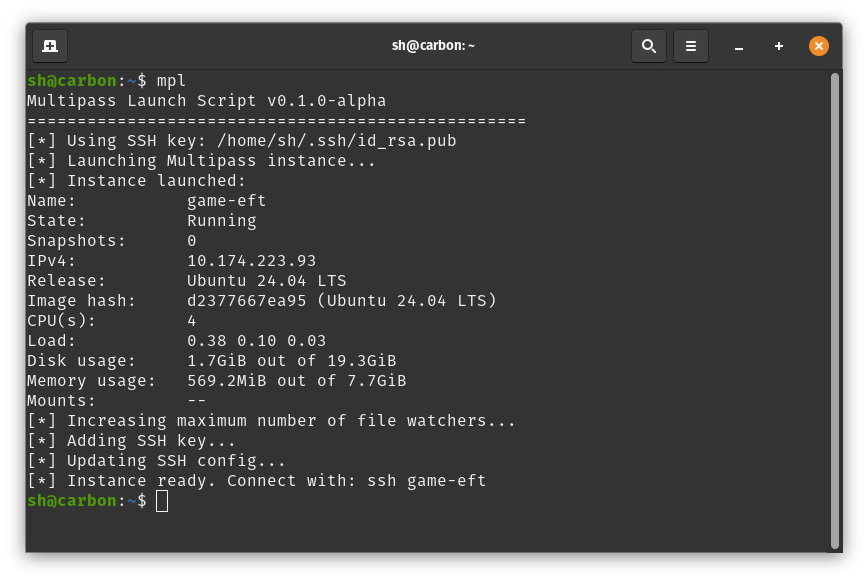 sh@carbon: ~
sh@carbon:~$ mpl
Multipass Launch Script v0.1.0-alpha
==================================================
[*] Using SSH key: /home/sh/.ssh/id_rsa.pub
[*] Launching Multipass instance...
[*] Instance launched:
Name:           game-eft
State:          Running
Snapshots:      0
IPv4:           10.174.223.93
Release:        Ubuntu 24.04 LTS
Image hash:     d2377667ea95 (Ubuntu 24.04 LTS)
CPU(s):         4
Load:           0.38 0.10 0.03
Disk usage:     1.7GiB out of 19.3GiB
Memory usage:   569.2MiB out of 7.7GiB
Mounts:         --
[*] Increasing maximum number of file watchers...
[*] Adding SSH key...
[*] Updating SSH config...
[*] Instance ready. Connect with: ssh game-eft
sh@carbon:~$